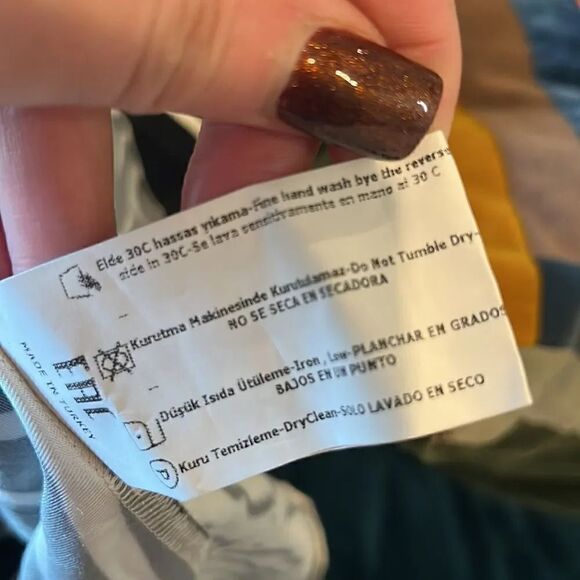 Elde 30C hassas yıkama-Fine hand wash bye the reverse
side in 30C-Se lava sensitivamente en mano al 30 C
Kurutma Makinesinde Kurutulamaz-Do Not Tumble Dry-
NO SE SECA EN SECADORA
Düşük Isıda Ütüleme-Iron, Low-PLANCHAR EN GRADOS
BAJOS EN UN PUNTO
Kuru Temizleme-DryClean-SOLO LAVADO EN SECO
P
MADE IN TURKEY